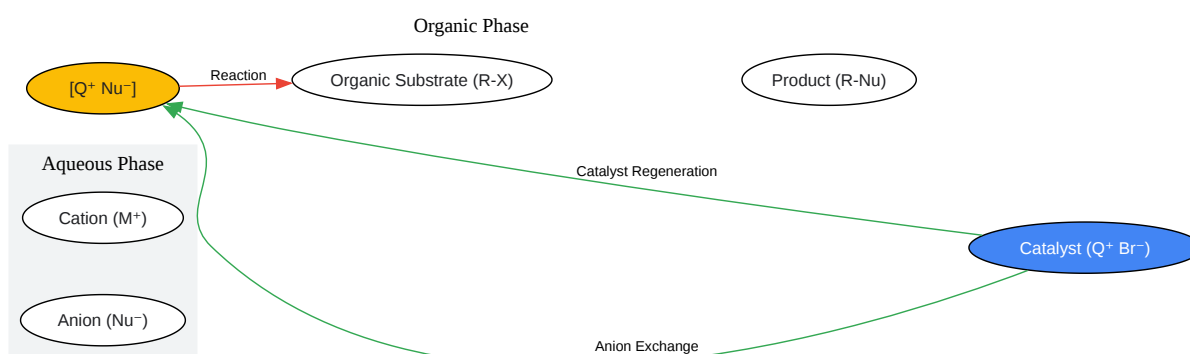 Organic Phase
Reaction
[Q⁺ Nu⁻]
Organic Substrate (R-X)
Product (R-Nu)
Aqueous Phase
Catalyst Regeneration
Cation (M⁺)
Catalyst (Q⁺ Br⁻)
Anion (Nu⁻)
Anion Exchange